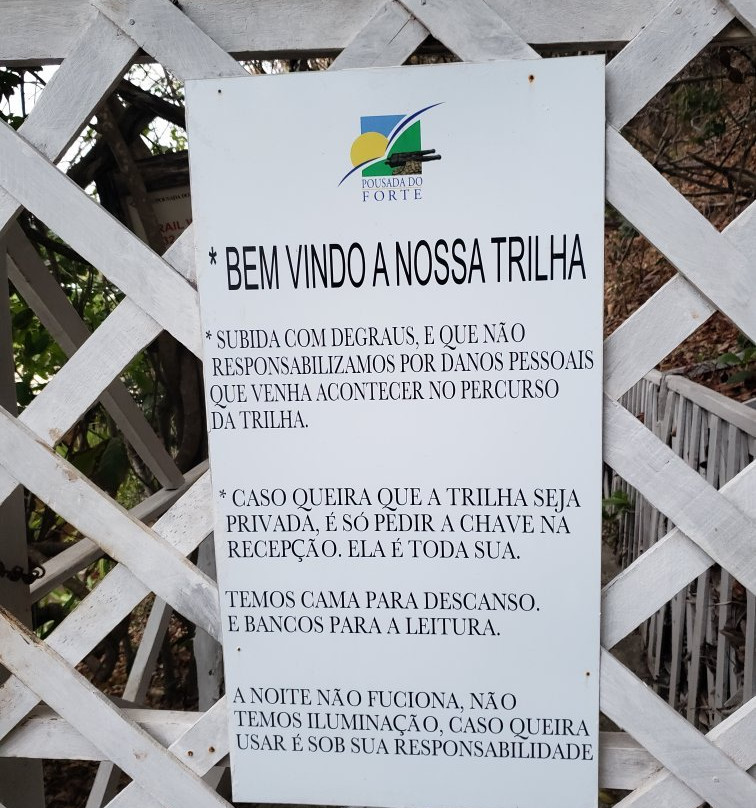 POUSADA DO
FORTE
* BEM VINDO A NOSSA TRILHA
* SUBIDA COM DEGRAUS, E QUE NÃO
RESPONSABILIZAMOS POR DANOS PESSOAIS
QUE VENHA ACONTECER NO PERCURSO
DA TRILHA.
* CASO QUEIRA QUE A TRILHA SEJA
PRIVADA, É SÓ PEDIR A CHAVE NA
RECEPÇÃO. ELA É TODA SUA.
TEMOS CAMA PARA DESCANSO.
E BANCOS PARA A LEITURA.
A NOITE NÃO FUCIONA, NÃO
TEMOS ILUMINAÇÃO, CASO QUEIRA
USAR É SOB SUA RESPONSABILIDADE